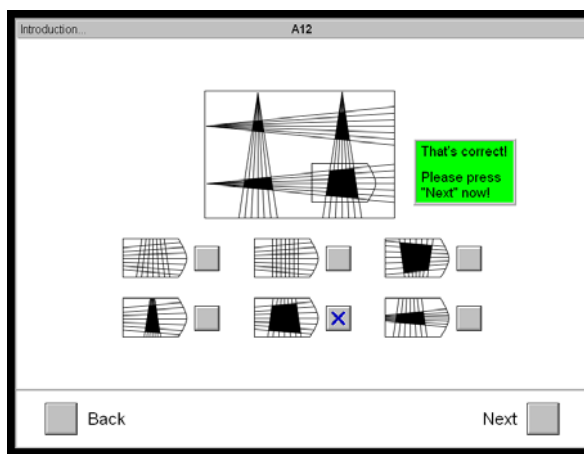 Introduction...
A12
That's correct!
Please press
"Next" now!
Back
Next